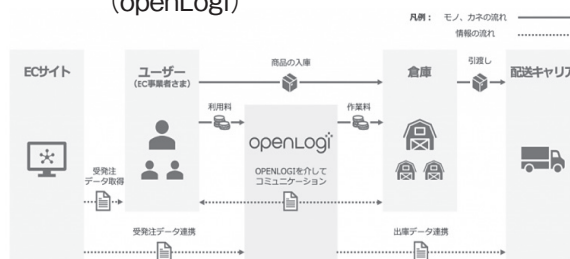 (openLogi)
凡例： モノ、カネの流れ
情報の流れ
ECサイト
ユーザー
(EC事業者さま)
商品の入庫
倉庫
引渡し
配送キャリア
利用料
作業料
openLogi
OPENLOGIを介して
コミュニケーション
受発注
データ取得
受発注データ連携
出庫データ連携